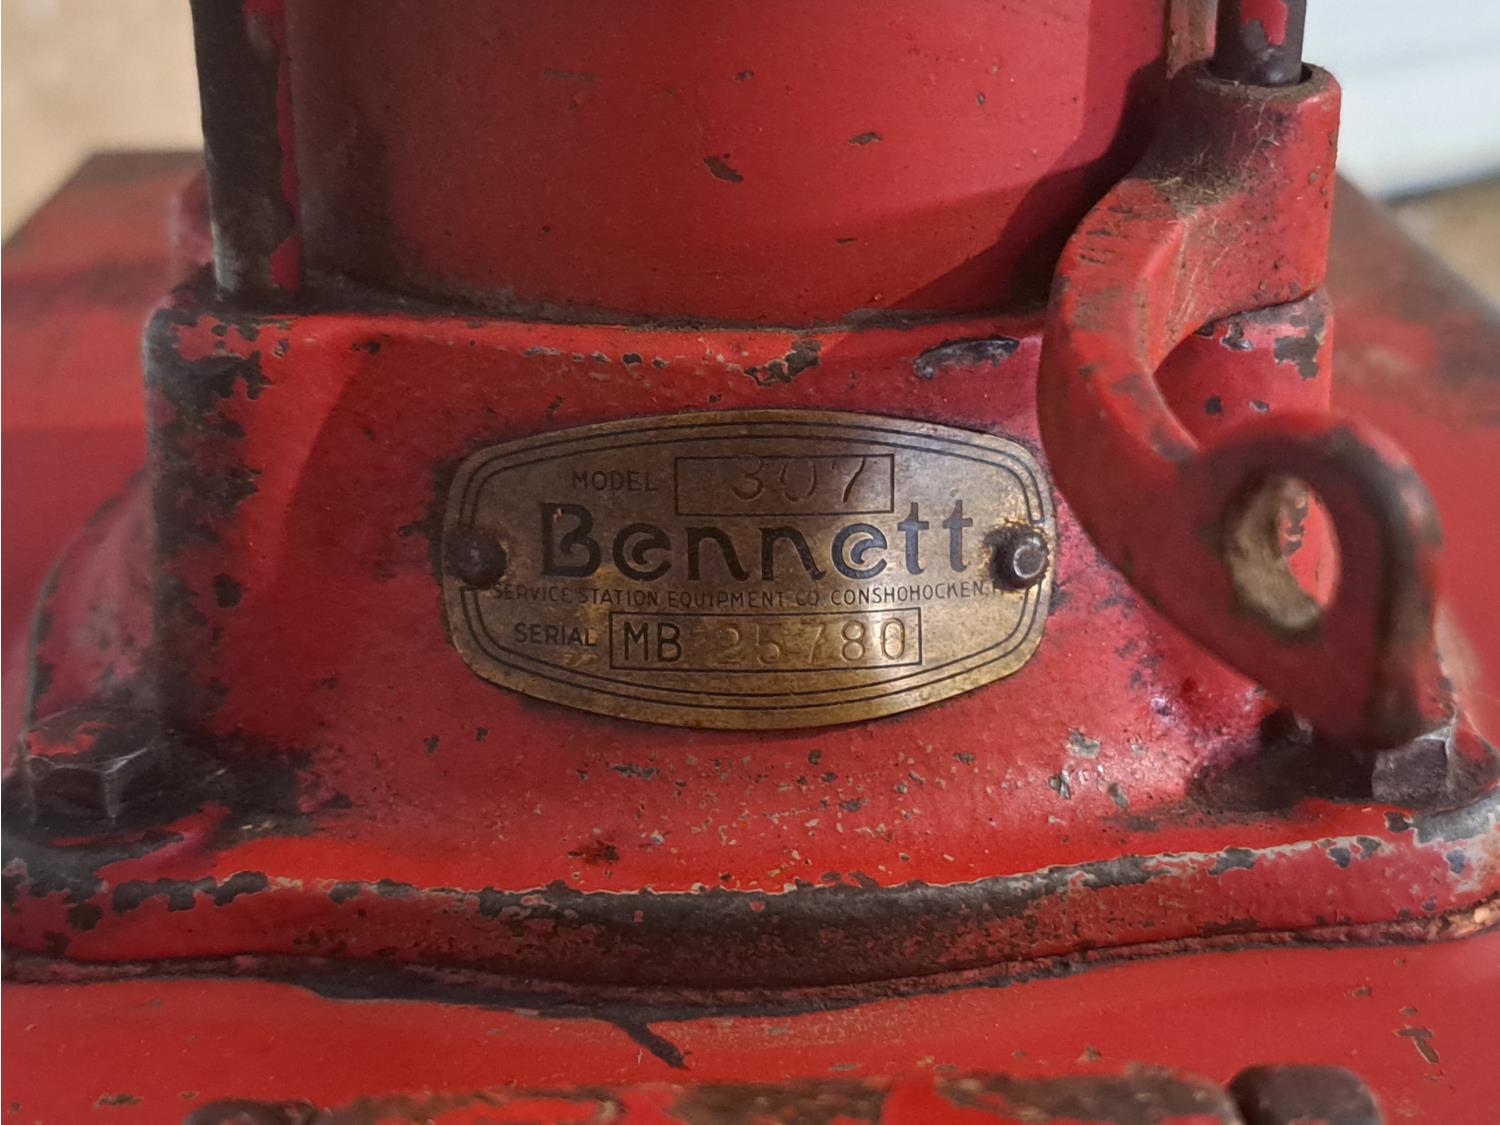 MODEL 307
Bennett
SERVICE STATION EQUIPMENT CO. CONSHOHOCKEN,
SERIAL MB 25780